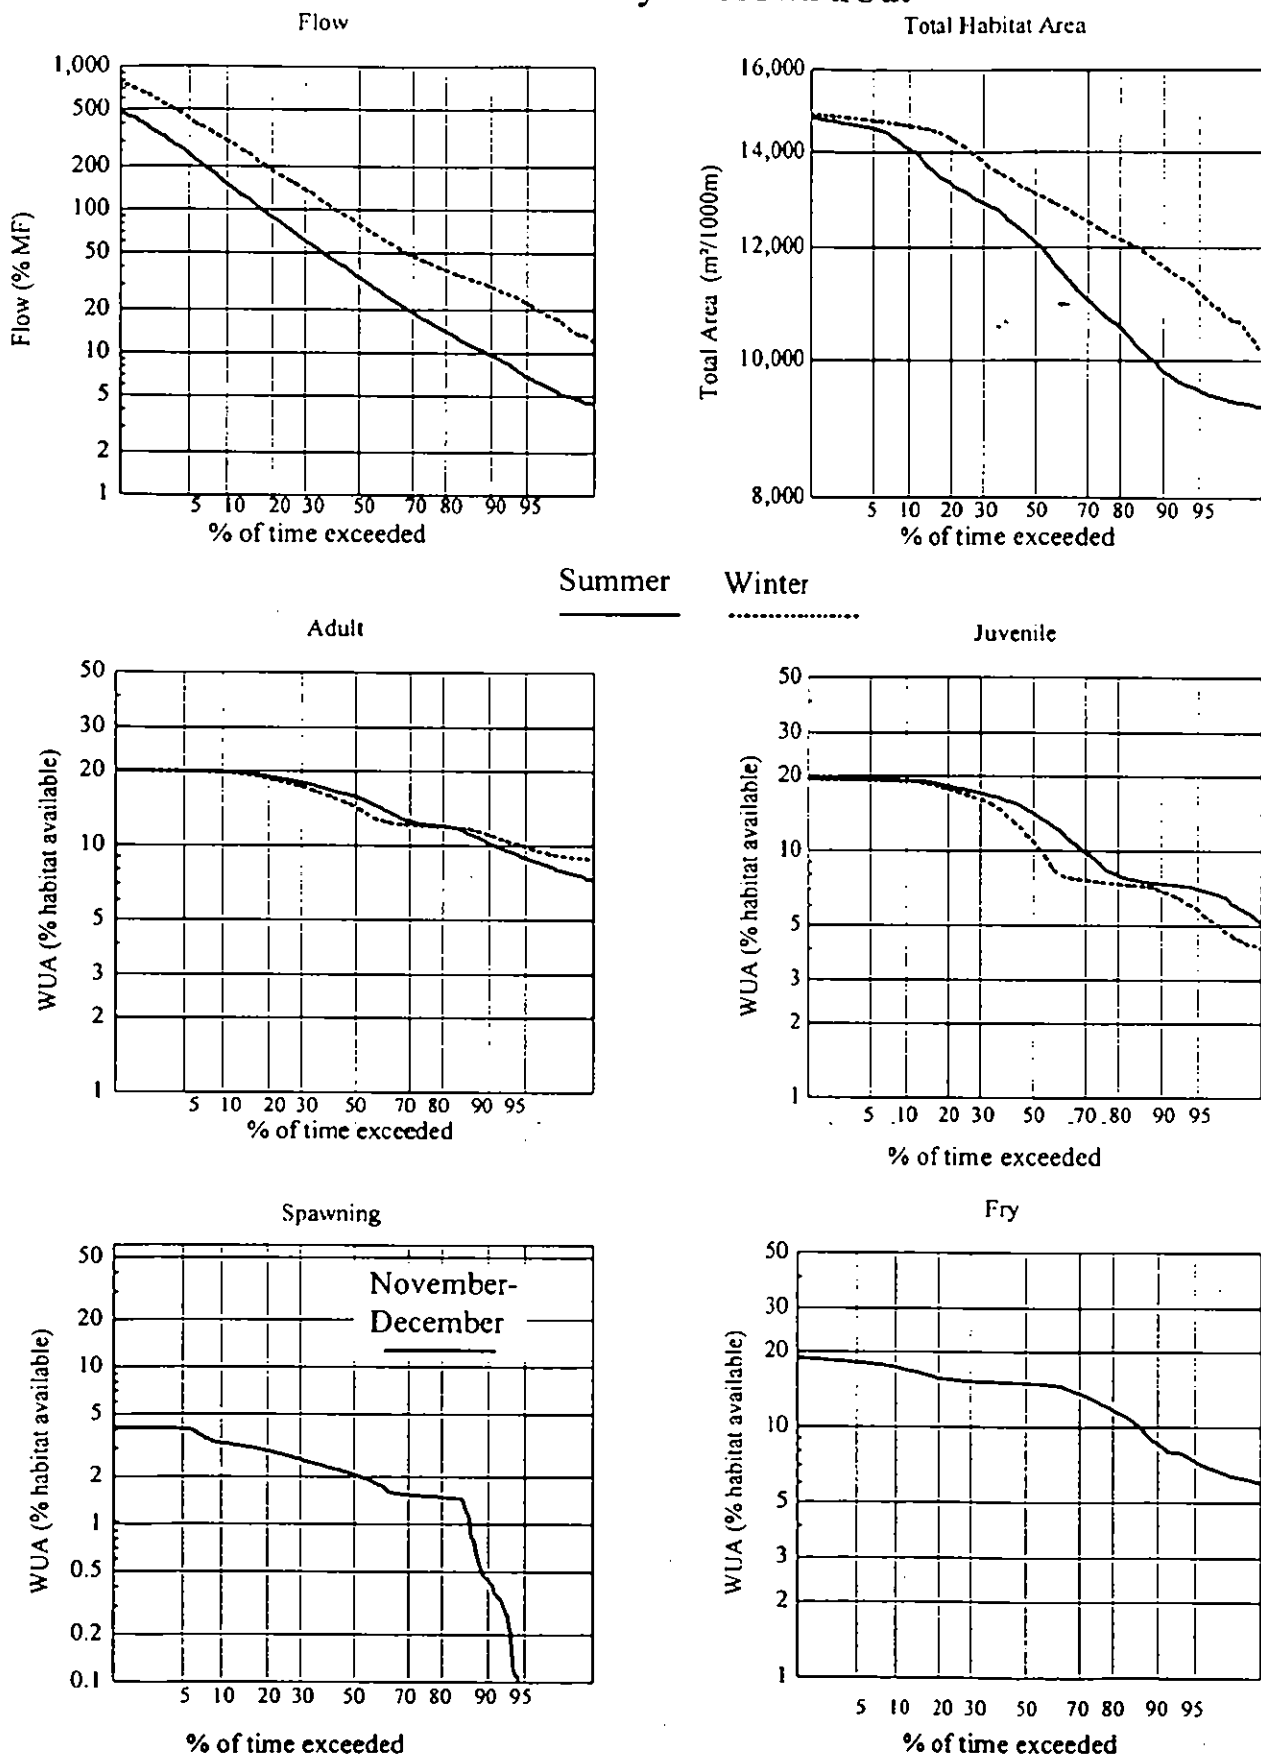 Flow
1,000
500
200
100
50
20
10
5
2
1
Flow (% MF)
5 10 20 30 50 70 80 90 95
% of time exceeded
Total Habitat Area
16,000
14,000
12,000
10,000
8,000
Total Area (m²/1000m)
5 10 20 30 50 70 80 90 95
% of time exceeded
Summer Winter
Adult
50
30
20
10
5
3
2
1
WUA (% habitat available)
5 10 20 30 50 70 80 90 95
% of time exceeded
Juvenile
50
30
20
10
5
3
2
1
WUA (% habitat available)
5 10 20 30 50 70 80 90 95
% of time exceeded
Spawning
50
20
10
5
2
1
0.5
0.2
0.1
WUA (% habitat available)
November-
December
5 10 20 30 50 70 80 90 95
% of time exceeded
Fry
50
30
20
10
5
3
2
1
WUA (% habitat available)
5 10 20 30 50 70 80 90 95
% of time exceeded